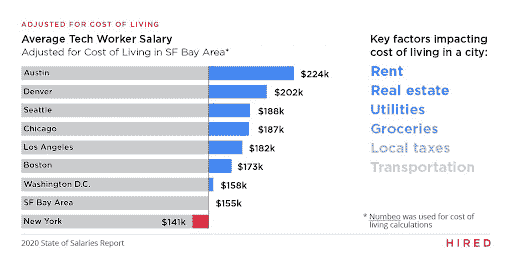 ADJUSTED FOR COST OF LIVING
Average Tech Worker Salary
Adjusted for Cost of Living in SF Bay Area*
Austin $224k
Denver $202k
Seattle $188k
Chicago $187k
Los Angeles $182k
Boston $173k
Washington D.C. $158k
SF Bay Area $155k
New York $141k
Key factors impacting
cost of living in a city:
Rent
Real estate
Utilities
Groceries
Local taxes
Transportation
* Numbeo was used for cost of
living calculations
2020 State of Salaries Report
HIRED